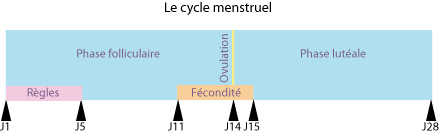 Le cycle menstruel
Phase folliculaire
Ovulation
Phase lutéale
Règles
Fécondité
J1
J5
J11
J14
J15
J28